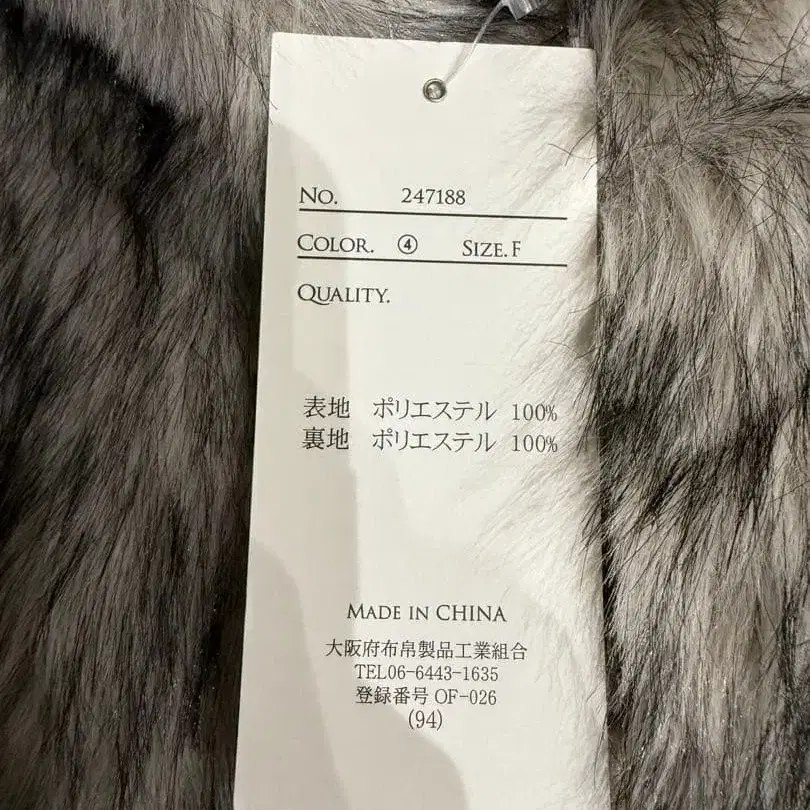 No. 247188
COLOR. ④ SIZE. F
QUALITY.
表地 ポリエステル 100%
裏地 ポリエステル 100%
MADE IN CHINA
大阪府布帛製品工業組合
TEL06-6443-1635
登録番号 OF-026
(94)